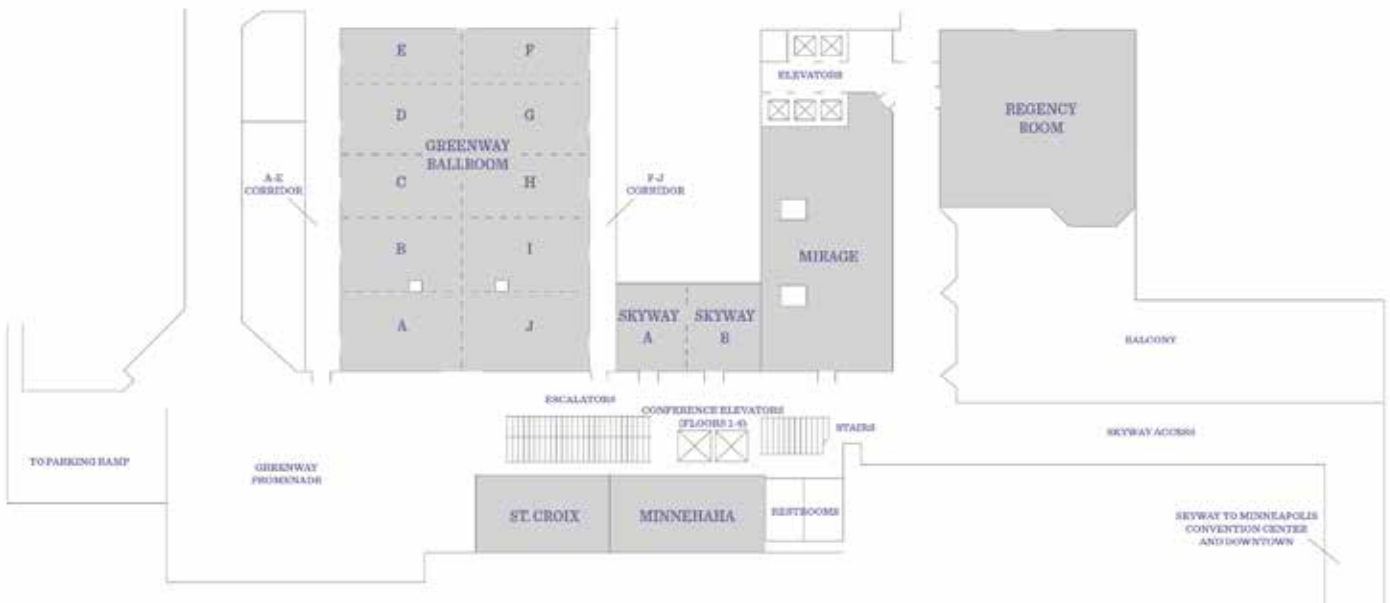 E
F
ELEVATORS
D
G
REGENCY
ROOM
GREENWAY
BALLROOM
A-E
CORRIDOR
C
H
F-J
CORRIDOR
B
I
MIRAGE
A
J
SKYWAY
A
SKYWAY
B
BALCONY
ESCALATORS
CONFERENCE ELEVATORS
(FLOORS 1-6)
STAIRS
SKYWAY ACCESS
TO PARKING RAMP
GREENWAY
PROMENADE
ST. CROIX
MINNEHAHA
RESTROOMS
SKYWAY TO MINNEAPOLIS
CONVENTION CENTER
AND DOWNTOWN